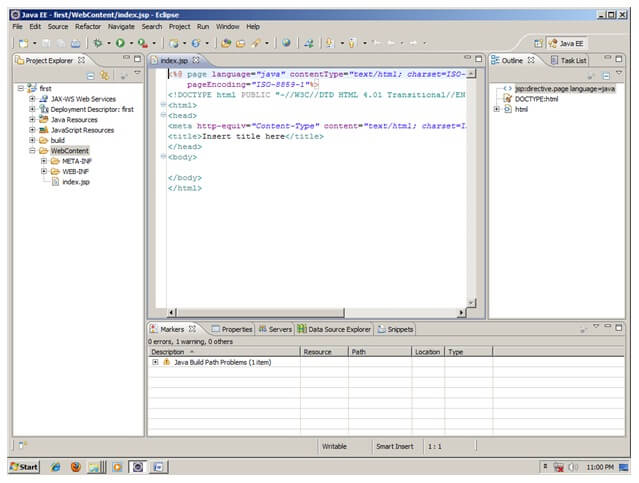 Java EE - first/WebContent/index.jsp - Eclipse
File Edit Source Refactor Navigate Search Project Run Window Help
Java EE
Project Explorer
first
JAX-WS Web Services
Deployment Descriptor: first
Java Resources
JavaScript Resources
build
WebContent
META-INF
WEB-INF
index.jsp
index.jsp
<%@ page language="java" contentType="text/html; charset=ISO-
pageEncoding="ISO-8859-1"%>
<!DOCTYPE html PUBLIC "-//W3C//DTD HTML 4.01 Transitional//EN
<html>
<head>
<meta http-equiv="Content-Type" content="text/html; charset=I
<title>Insert title here</title>
</head>
<body>
</body>
</html>
Outline Task List
jsp:directive.page language=java
DOCTYPE:html
html
Markers Properties Servers Data Source Explorer Snippets
0 errors, 1 warning, 0 others
Description Resource Path Location Type
Java Build Path Problems (1 item)
Writable Smart Insert 1 : 1
Start 11:00 PM